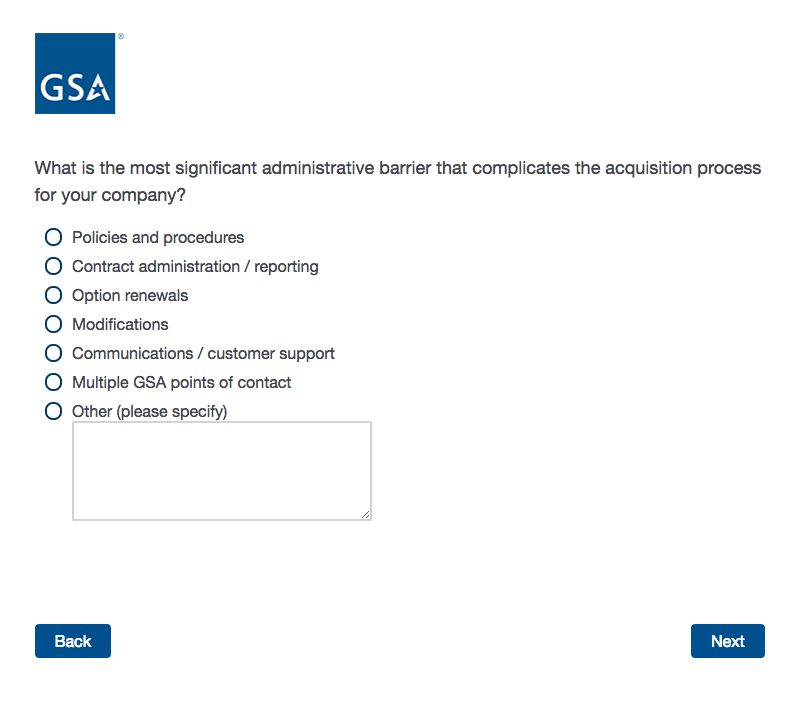 ®
GSA
What is the most significant administrative barrier that complicates the acquisition process
for your company?
Policies and procedures
Contract administration / reporting
Option renewals
Modifications
Communications / customer support
Multiple GSA points of contact
Other (please specify)
Back
Next